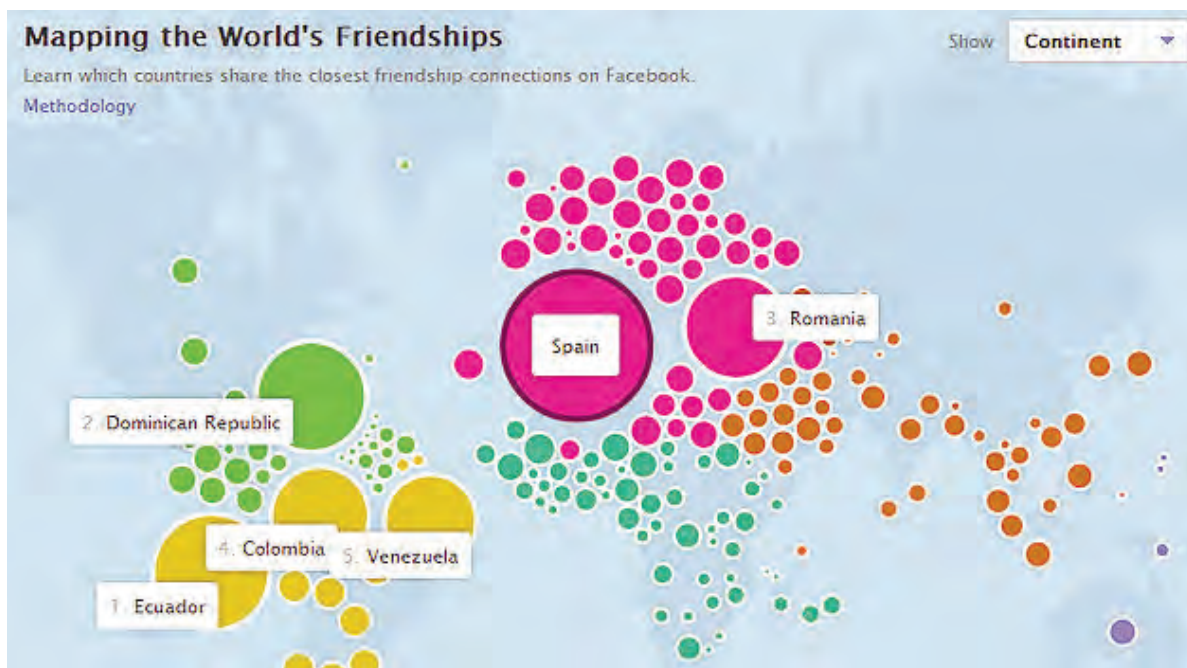 Mapping the World's Friendships
Show Continent
Learn which countries share the closest friendship connections on Facebook.
Methodology
3. Romania
Spain
2. Dominican Republic
4. Colombia
5. Venezuela
1. Ecuador